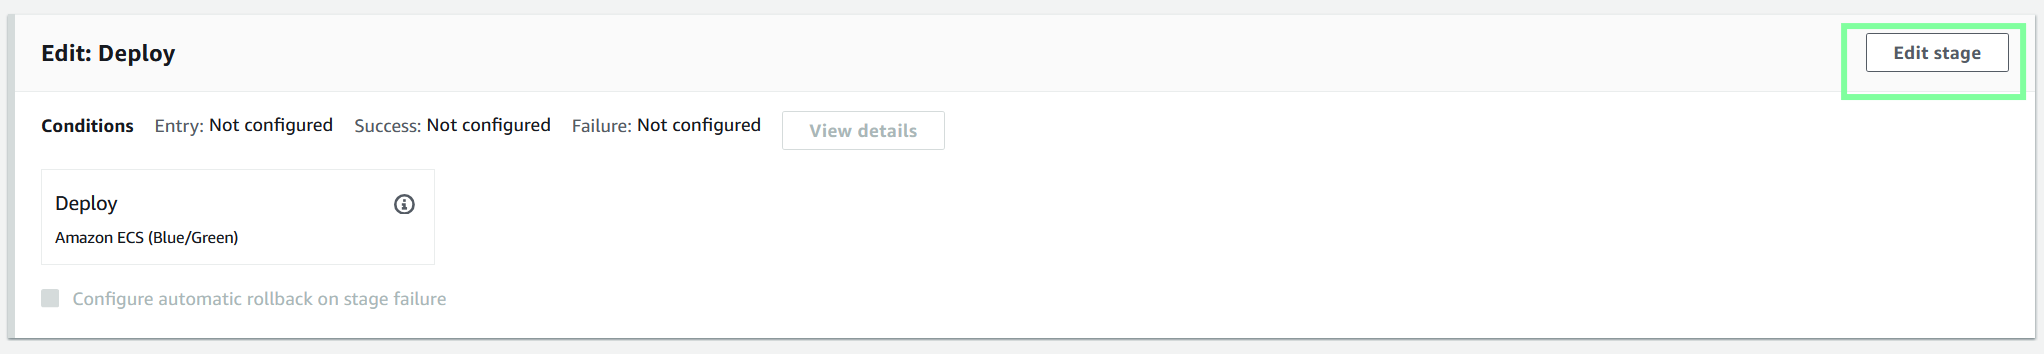 Edit: Deploy
Edit stage
Conditions Entry: Not configured Success: Not configured Failure: Not configured View details
Deploy
Amazon ECS (Blue/Green)
Configure automatic rollback on stage failure